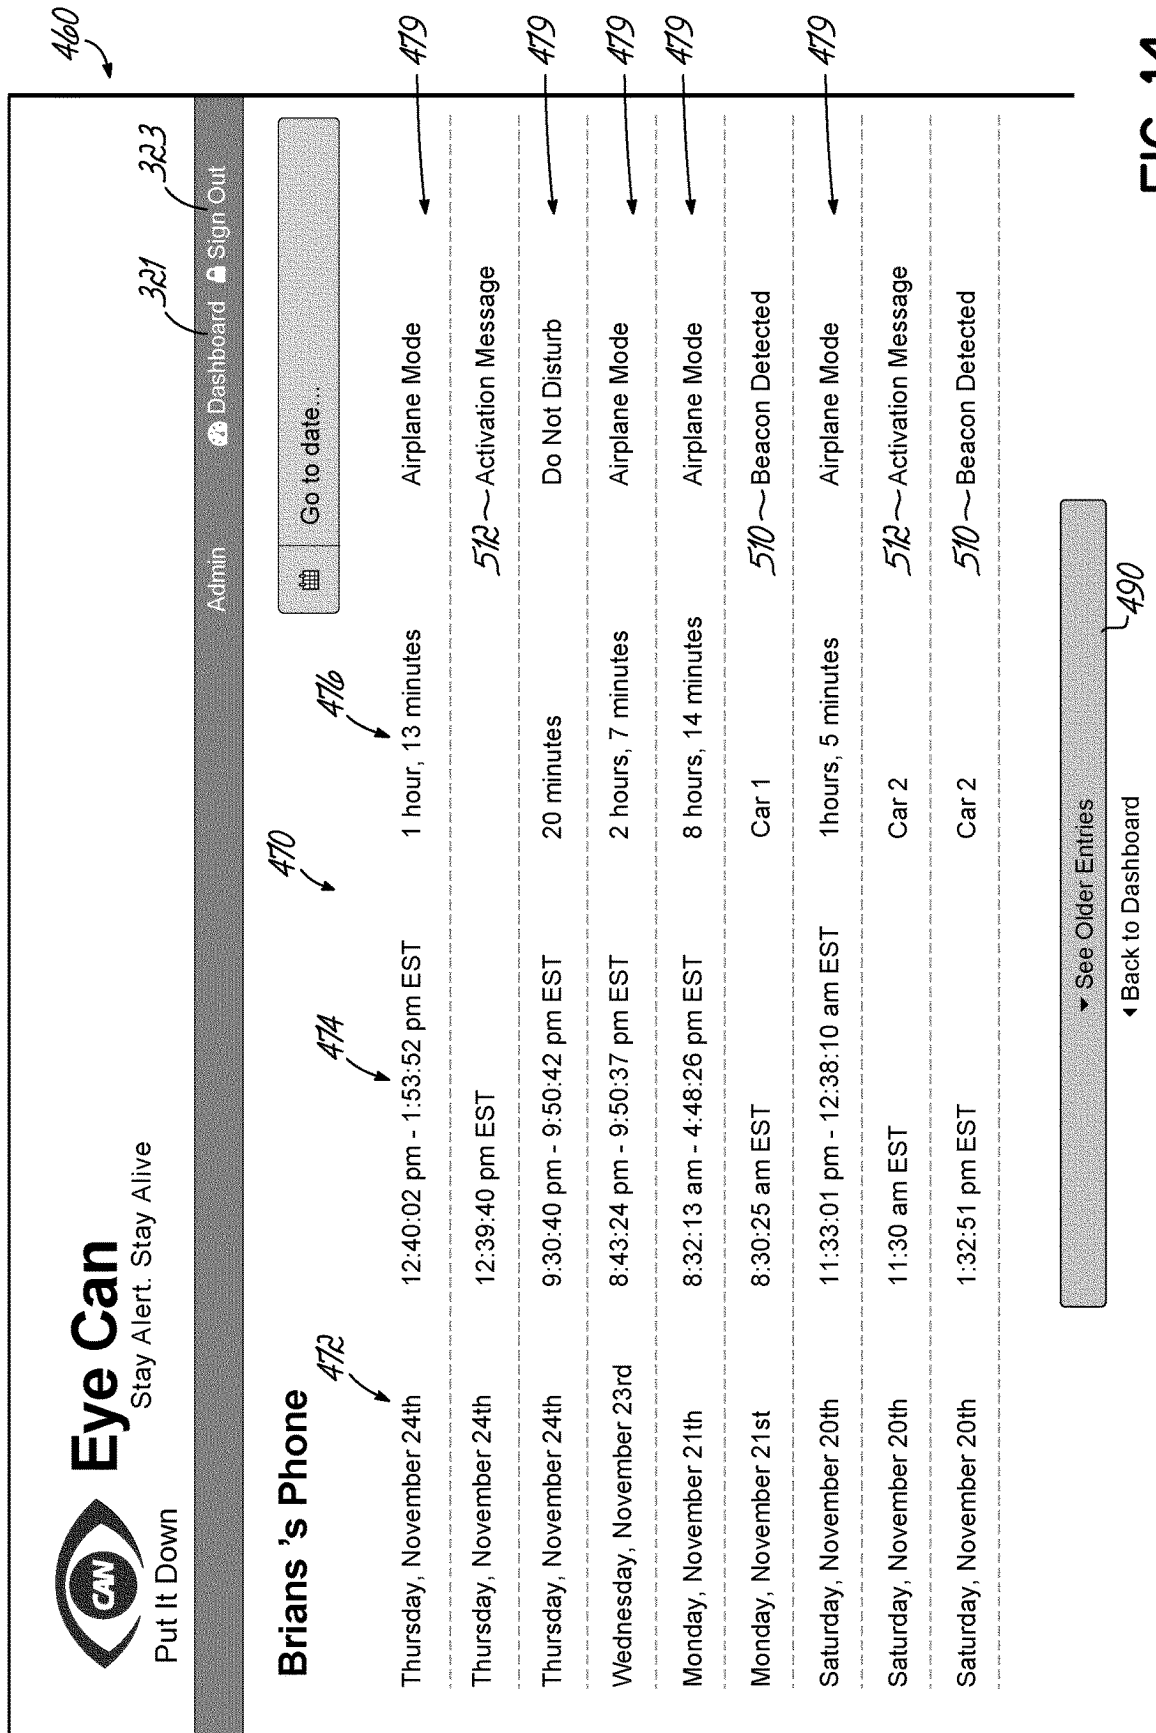 460
CAN
Eye Can
Put It Down
Stay Alert. Stay Alive
321
323
Admin Dashboard Sign Out
Brians 's Phone
Go to date...
472
474
470
476
Thursday, November 24th 12:40:02 pm - 1:53:52 pm EST 1 hour, 13 minutes Airplane Mode 479
Thursday, November 24th 12:39:40 pm EST 512 Activation Message
Thursday, November 24th 9:30:40 pm - 9:50:42 pm EST 20 minutes Do Not Disturb 479
Wednesday, November 23rd 8:43:24 pm - 9:50:37 pm EST 2 hours, 7 minutes Airplane Mode 479
Monday, November 21th 8:32:13 am - 4:48:26 pm EST 8 hours, 14 minutes Airplane Mode 479
Monday, November 21st 8:30:25 am EST Car 1 510 Beacon Detected
Saturday, November 20th 11:33:01 pm - 12:38:10 am EST 1hours, 5 minutes Airplane Mode 479
Saturday, November 20th 11:30 am EST Car 2 512 Activation Message
Saturday, November 20th 1:32:51 pm EST Car 2 510 Beacon Detected
See Older Entries
490
Back to Dashboard
FIG. 14